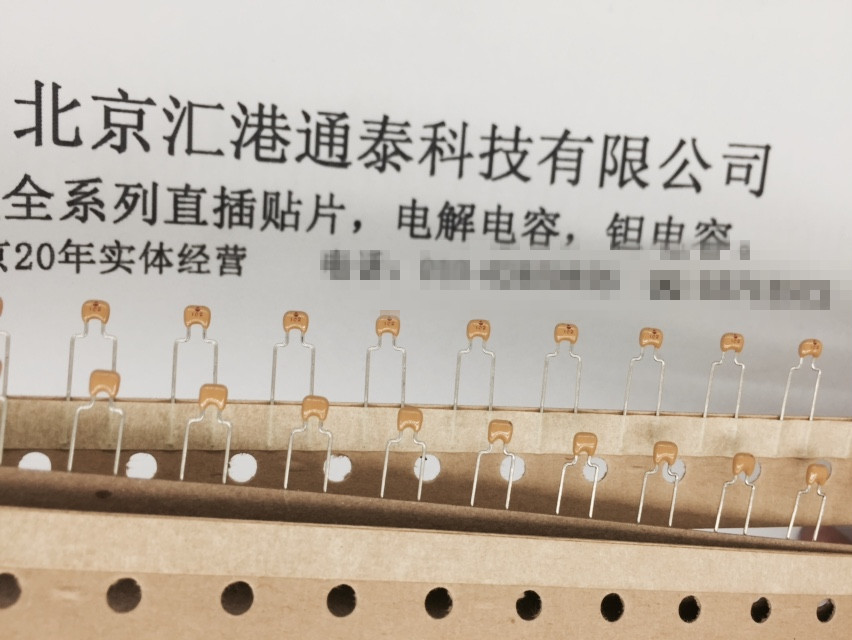 北京汇港通泰科技有限公司
全系列直插贴片，电解电容，钽电容，
京20年实体经营